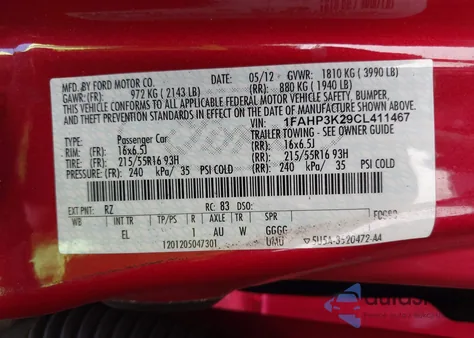 MFD. BY FORD MOTOR CO. 05/12 GVWR: 1810 KG ( 3990 LB)
GAWR:(FR) 972 KG ( 2143 LB) (RR) 880 KG ( 1940 LB)
THIS VEHICLE CONFORMS TO ALL APPLICABLE FEDERAL MOTOR VEHICLE SAFETY, BUMPER,
AND THEFT PREVENTION STANDARDS IN EFFECT ON THE DATE OF MANUFACTURE SHOWN ABOVE.
VIN: 1FAHP3K29CL411467
TYPE: Passenger Car TRAILER TOWING - SEE OWNER GUIDE
RIM: (FR) 16x6.5J (RR) 16x6.5J
TIRE: (FR) 215/55R16 93H (RR) 215/55R16 93H
PRESSURE: (FR) 240 kPa/ 35 PSI COLD (RR) 240 kPa/ 35 PSI COLD
EXT PNT: RZ RC: 83 DSO:
WB INT TR TP/PS R AXLE TR SPR
EL 1 AU W GGGG
1201205047301 UMU 5U5A-3520472-AA